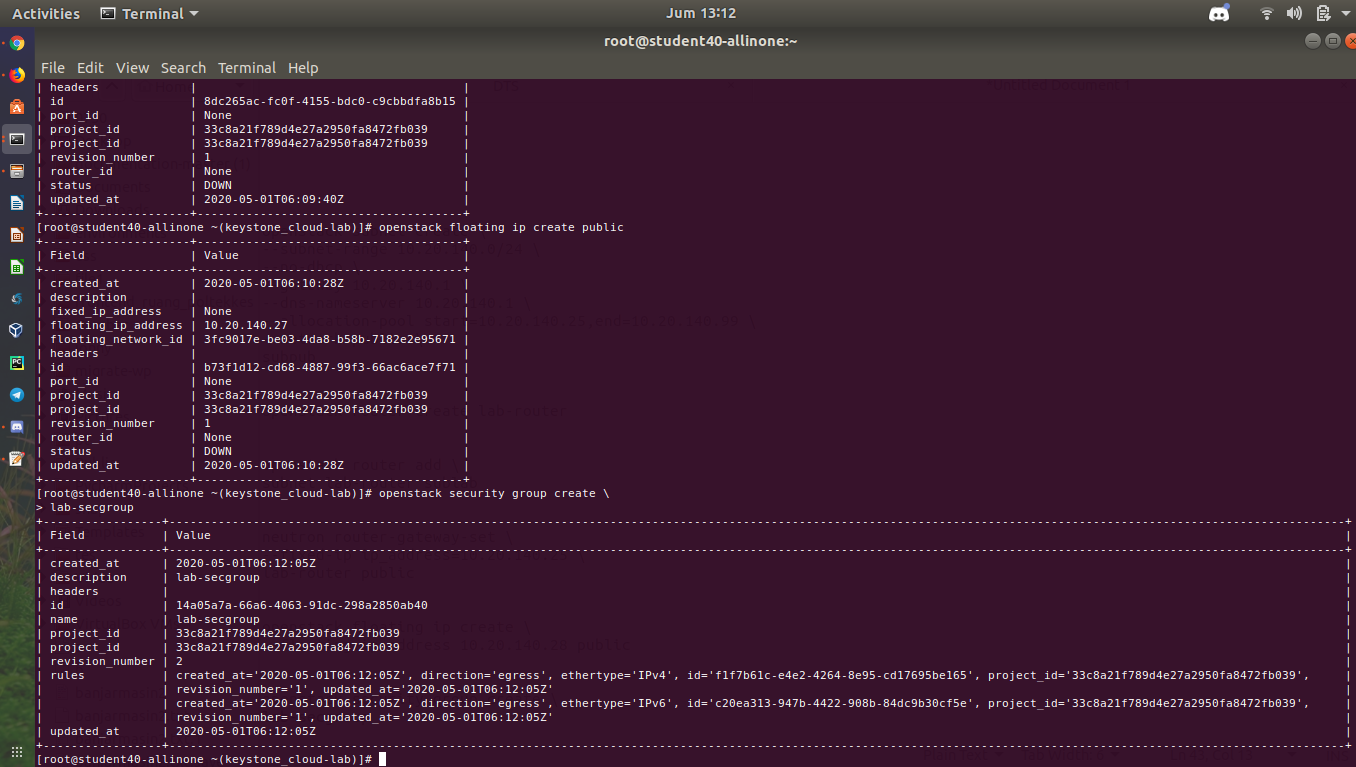 Activities Terminal Jum 13:12
root@student40-allinone:~
File Edit View Search Terminal Help
| headers | |
| id | 8dc265ac-fc0f-4155-bdc0-c9cbbdfa8b15 |
| port_id | None |
| project_id | 33c8a21f789d4e27a2950fa8472fb039 |
| project_id | 33c8a21f789d4e27a2950fa8472fb039 |
| revision_number | 1 |
| router_id | None |
| status | DOWN |
| updated_at | 2020-05-01T06:09:40Z |
+---------------------+--------------------------------------+
[root@student40-allinone ~(keystone_cloud-lab)]# openstack floating ip create public
+---------------------+--------------------------------------+
| Field | Value |
+---------------------+--------------------------------------+
| created_at | 2020-05-01T06:10:28Z |
| description | |
| fixed_ip_address | None |
| floating_ip_address | 10.20.140.27 |
| floating_network_id | 3fc9017e-be03-4da8-b58b-7182e2e95671 |
| headers | |
| id | b73f1d12-cd68-4887-99f3-66ac6ace7f71 |
| port_id | None |
| project_id | 33c8a21f789d4e27a2950fa8472fb039 |
| project_id | 33c8a21f789d4e27a2950fa8472fb039 |
| revision_number | 1 |
| router_id | None |
| status | DOWN |
| updated_at | 2020-05-01T06:10:28Z |
+---------------------+--------------------------------------+
[root@student40-allinone ~(keystone_cloud-lab)]# openstack security group create \
> lab-secgroup
| Field | Value |
| created_at | 2020-05-01T06:12:05Z |
| description | lab-secgroup |
| headers | |
| id | 14a05a7a-66a6-4063-91dc-298a2850ab40 |
| name | lab-secgroup |
| project_id | 33c8a21f789d4e27a2950fa8472fb039 |
| project_id | 33c8a21f789d4e27a2950fa8472fb039 |
| revision_number | 2 |
| rules | created_at='2020-05-01T06:12:05Z', direction='egress', ethertype='IPv4', id='f1f7b61c-e4e2-4264-8e95-cd17695be165', project_id='33c8a21f789d4e27a2950fa8472fb039', |
| | revision_number='1', updated_at='2020-05-01T06:12:05Z' |
| | created_at='2020-05-01T06:12:05Z', direction='egress', ethertype='IPv6', id='c20ea313-947b-4422-908b-84dc9b30cf5e', project_id='33c8a21f789d4e27a2950fa8472fb039', |
| | revision_number='1', updated_at='2020-05-01T06:12:05Z' |
| updated_at | 2020-05-01T06:12:05Z |
[root@student40-allinone ~(keystone_cloud-lab)]#